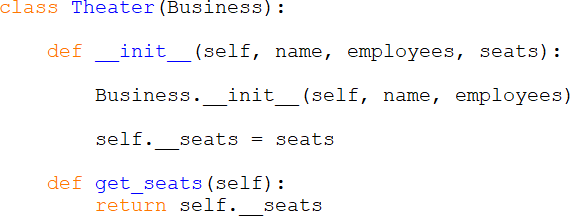 class Theater(Business):
    def __init__(self, name, employees, seats):
        Business.__init__(self, name, employees)
        self.__seats = seats
    def get_seats(self):
        return self.__seats